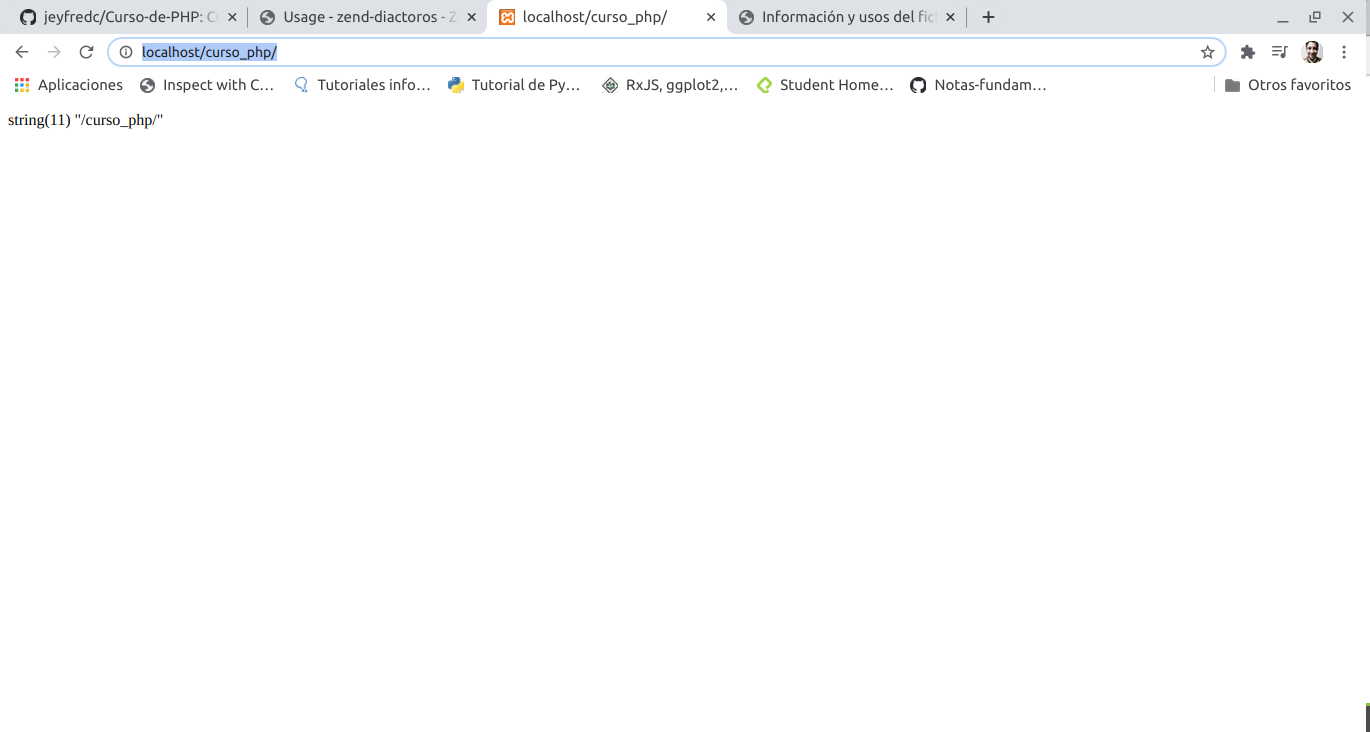 jeyfredc/Curso-de-PHP: C
Usage - zend-diactoros - Z
localhost/curso_php/
Información y usos del fic
localhost/curso_php/
Aplicaciones
Inspect with C...
Tutoriales info...
Tutorial de Py...
RxJS, ggplot2,...
Student Home...
Notas-fundam...
Otros favoritos
string(11) "/curso_php/"